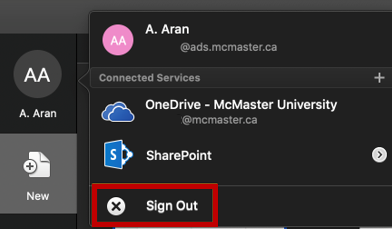 AA
A. Aran
New
AA
A. Aran
@ads.mcmaster.ca
Connected Services
OneDrive - McMaster University
@mcmaster.ca
S
SharePoint
Sign Out